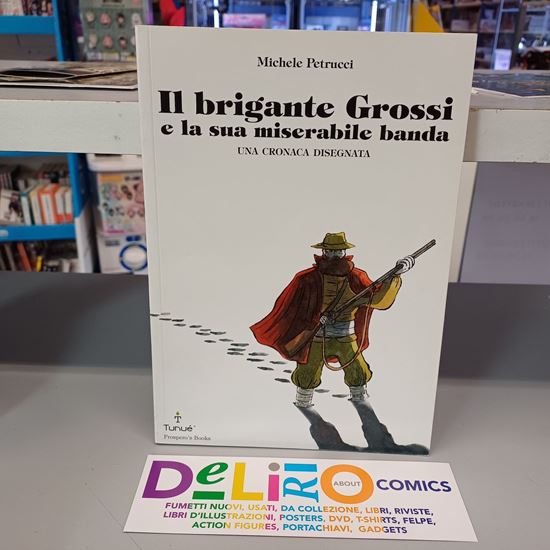 Michele Petrucci
Il brigante Grossi
e la sua miserabile banda
UNA CRONACA DISEGNATA
T
Tunué
Prospero's Books
DeLiRiO ABOUT COMICS
FUMETTI NUOVI, USATI, DA COLLEZIONE, LIBRI, RIVISTE,
LIBRI D'ILLUSTRAZIONI, POSTERS, DVD, T-SHIRTS, FELPE,
ACTION FIGURES, PORTACHIAVI, GADGETS